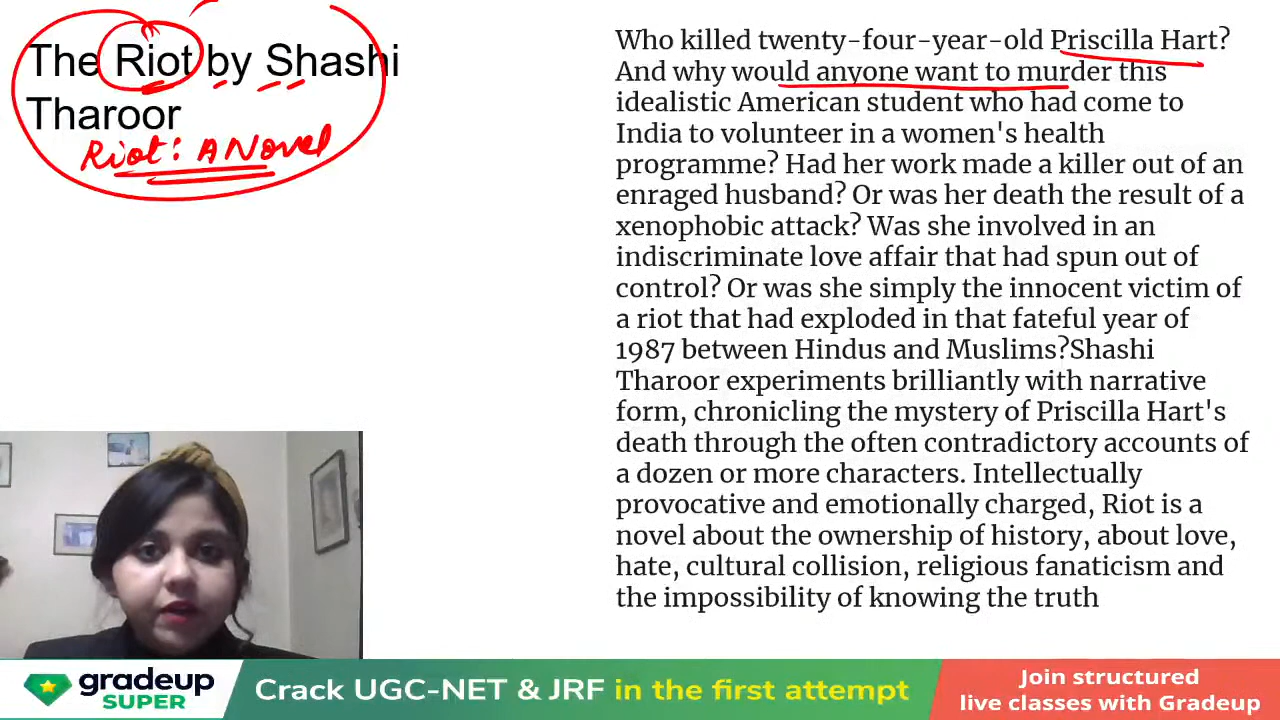 The Riot by Shashi
Tharoor
Riot: A Novel
Who killed twenty-four-year-old Priscilla Hart?
And why would anyone want to murder this
idealistic American student who had come to
India to volunteer in a women's health
programme? Had her work made a killer out of an
enraged husband? Or was her death the result of a
xenophobic attack? Was she involved in an
indiscriminate love affair that had spun out of
control? Or was she simply the innocent victim of
a riot that had exploded in that fateful year of
1987 between Hindus and Muslims?Shashi
Tharoor experiments brilliantly with narrative
form, chronicling the mystery of Priscilla Hart's
death through the often contradictory accounts of
a dozen or more characters. Intellectually
provocative and emotionally charged, Riot is a
novel about the ownership of history, about love,
hate, cultural collision, religious fanaticism and
the impossibility of knowing the truth
gradeup
SUPER
Crack UGC-NET & JRF in the first attempt
Join structured
live classes with Gradeup